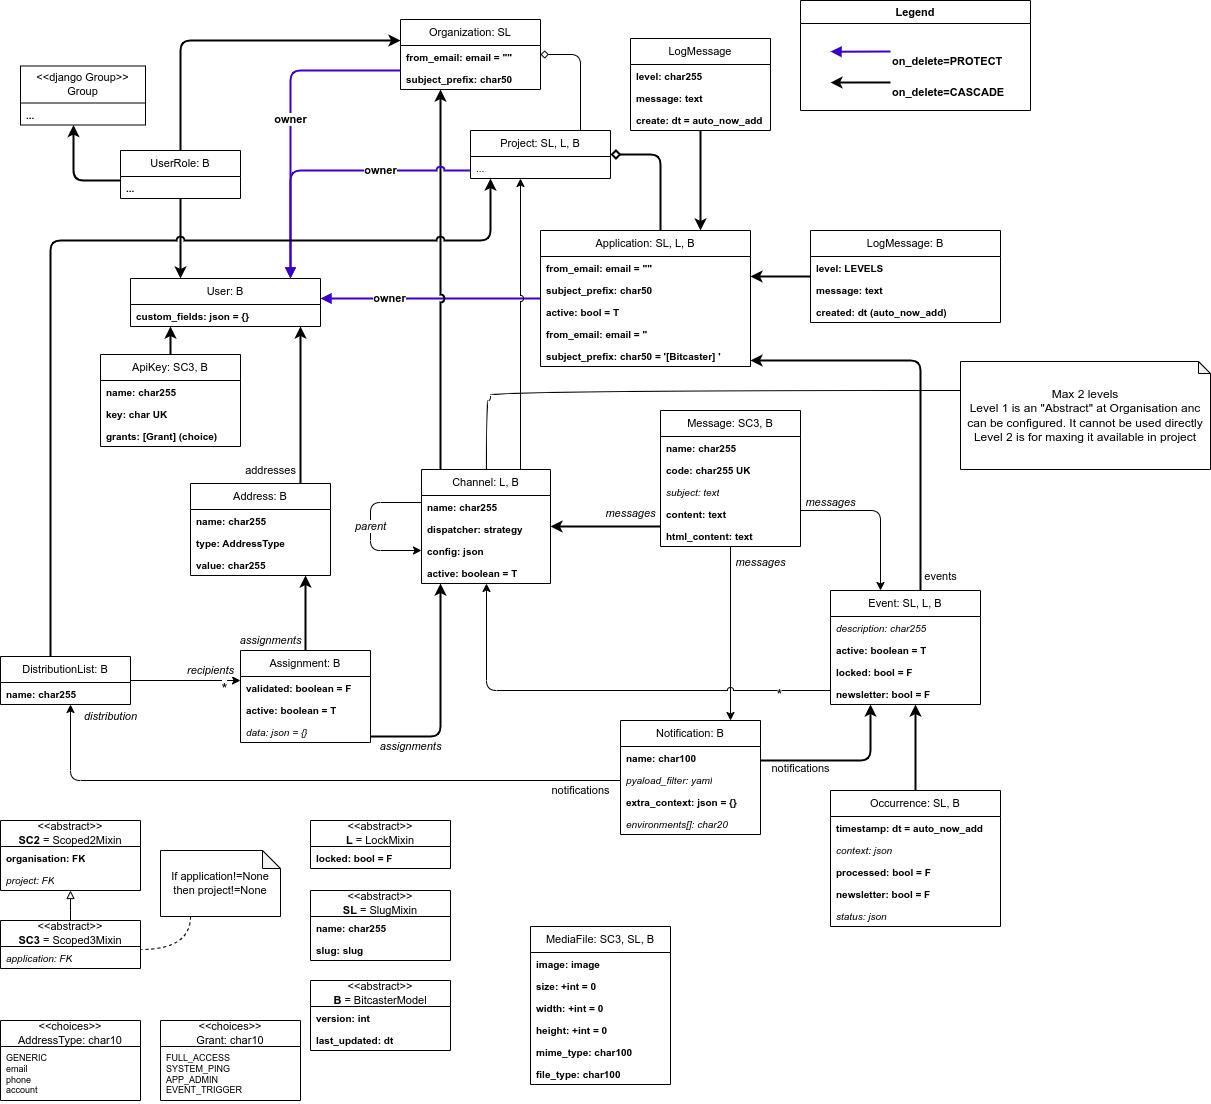 Legend
on_delete=PROTECT
on_delete=CASCADE
Organization: SL
from_email: email = ""
subject_prefix: char50
LogMessage
level: char255
message: text
create: dt = auto_now_add
<<django Group>>
Group
...
owner
Project: SL, L, B
...
UserRole: B
...
owner
Application: SL, L, B
from_email: email = ""
subject_prefix: char50
active: bool = T
from_email: email = "
subject_prefix: char50 = '[Bitcaster] '
LogMessage: B
level: LEVELS
message: text
created: dt (auto_now_add)
User: B
custom_fields: json = {}
owner
ApiKey: SC3, B
name: char255
key: char UK
grants: [Grant] (choice)
Max 2 levels
Level 1 is an "Abstract" at Organisation anc
can be configured. It cannot be used directly
Level 2 is for maxing it available in project
Message: SC3, B
name: char255
code: char255 UK
subject: text
content: text
html_content: text
addresses
Address: B
name: char255
type: AddressType
value: char255
Channel: L, B
name: char255
dispatcher: strategy
config: json
active: boolean = T
parent
messages
messages
messages
events
Event: SL, L, B
description: char255
active: boolean = T
locked: bool = F
newsletter: bool = F
assignments
DistributionList: B
name: char255
recipients
*
Assignment: B
validated: boolean = F
active: boolean = T
data: json = {}
distribution
assignments
*
Notification: B
name: char100
pyaload_filter: yaml
extra_context: json = {}
environments[]: char20
notifications
notifications
Occurrence: SL, B
timestamp: dt = auto_now_add
context: json
processed: bool = F
newsletter: bool = F
status: json
<<abstract>>
SC2 = Scoped2Mixin
organisation: FK
project: FK
If application!=None
then project!=None
<<abstract>>
L = LockMixin
locked: bool = F
<<abstract>>
SL = SlugMixin
name: char255
slug: slug
<<abstract>>
SC3 = Scoped3Mixin
application: FK
MediaFile: SC3, SL, B
image: image
size: +int = 0
width: +int = 0
height: +int = 0
mime_type: char100
file_type: char100
<<abstract>>
B = BitcasterModel
version: int
last_updated: dt
<<choices>>
AddressType: char10
GENERIC
email
phone
account
<<choices>>
Grant: char10
FULL_ACCESS
SYSTEM_PING
APP_ADMIN
EVENT_TRIGGER